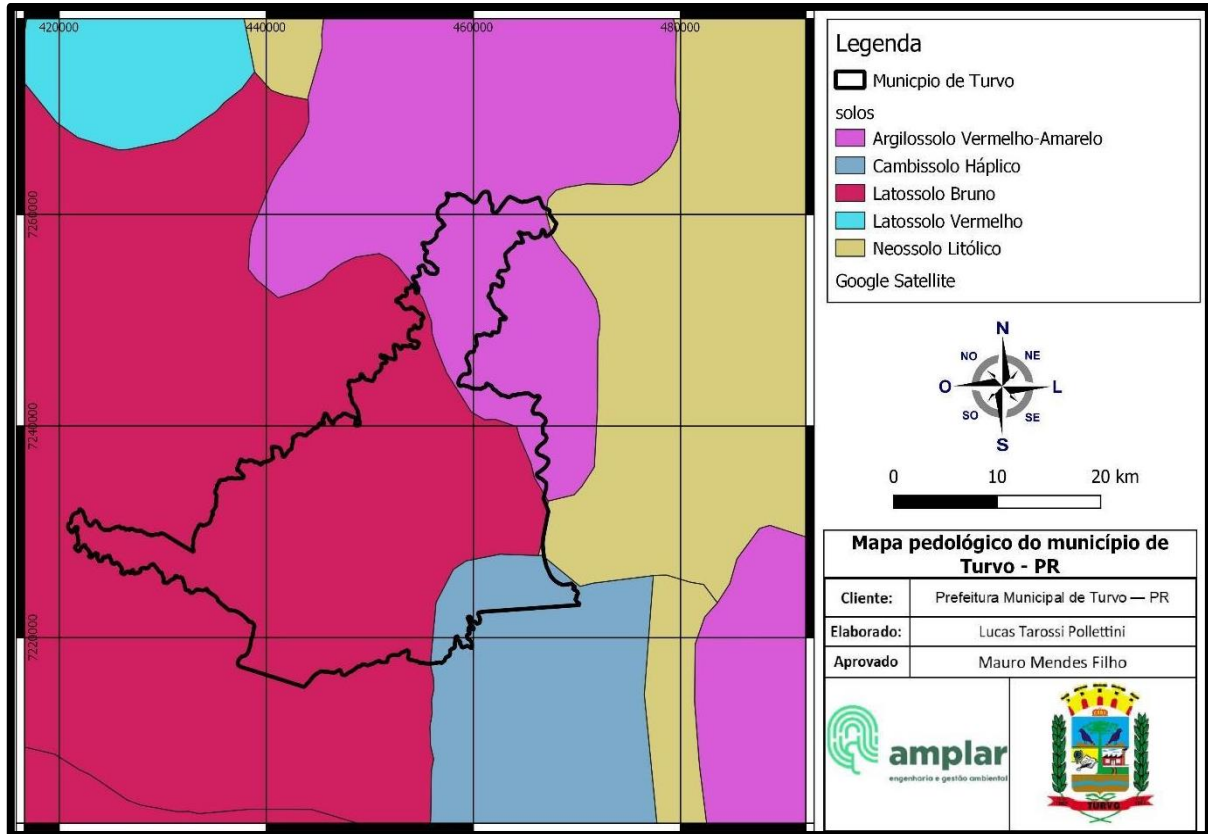 420000
440000
460000
480000
7260000
7240000
7220000
Legenda
Municpio de Turvo
solos
Argilossolo Vermelho-Amarelo
Cambissolo Háplico
Latossolo Bruno
Latossolo Vermelho
Neossolo Litólico
Google Satellite
N
NO
NE
O
L
SO
SE
S
0
10
20 km
Mapa pedológico do município de
Turvo - PR
Cliente:
Prefeitura Municipal de Turvo — PR
Elaborado:
Lucas Tarossi Pollettini
Aprovado
Mauro Mendes Filho
amplar
engenharia e gestão ambiental
TURVO